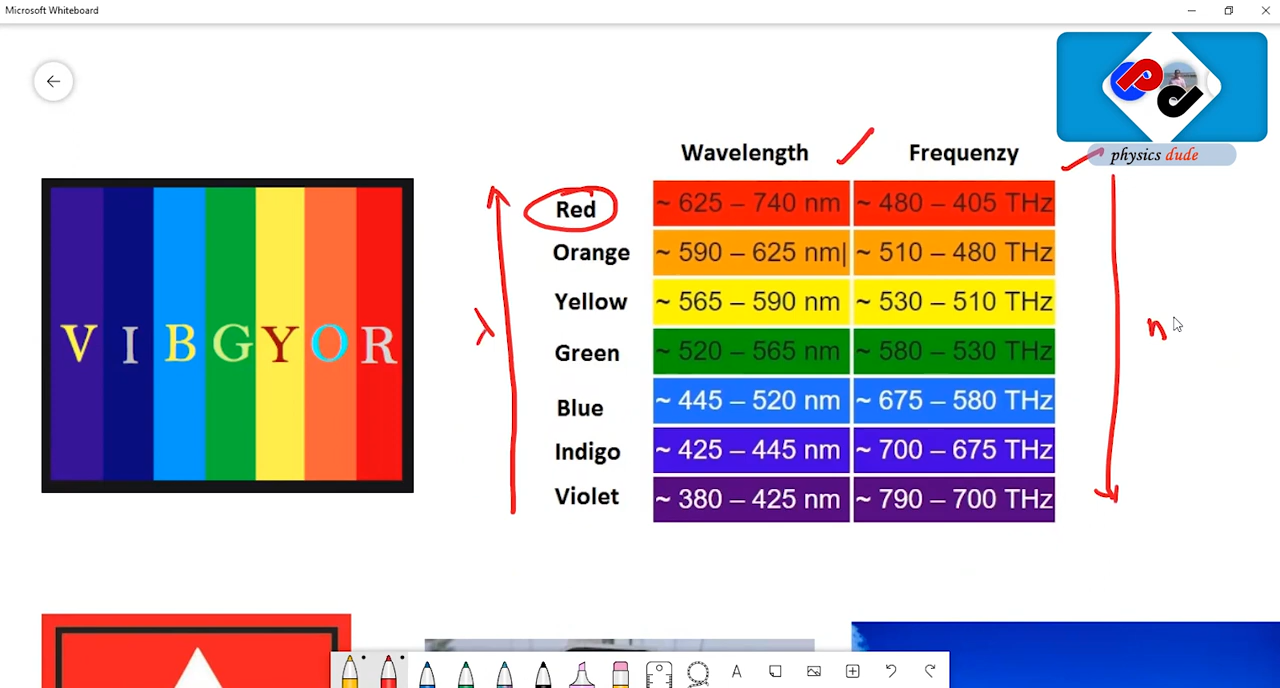 Microsoft Whiteboard
physics dude
Wavelength Frequenzy
Red ~ 625 – 740 nm ~ 480 – 405 THz
Orange ~ 590 – 625 nm| ~ 510 – 480 THz
Yellow ~ 565 – 590 nm ~ 530 – 510 THz
Green ~ 520 – 565 nm ~ 580 – 530 THz
Blue ~ 445 – 520 nm ~ 675 – 580 THz
Indigo ~ 425 – 445 nm ~ 700 – 675 THz
Violet ~ 380 – 425 nm ~ 790 – 700 THz
V I B G Y O R
λ
n
A